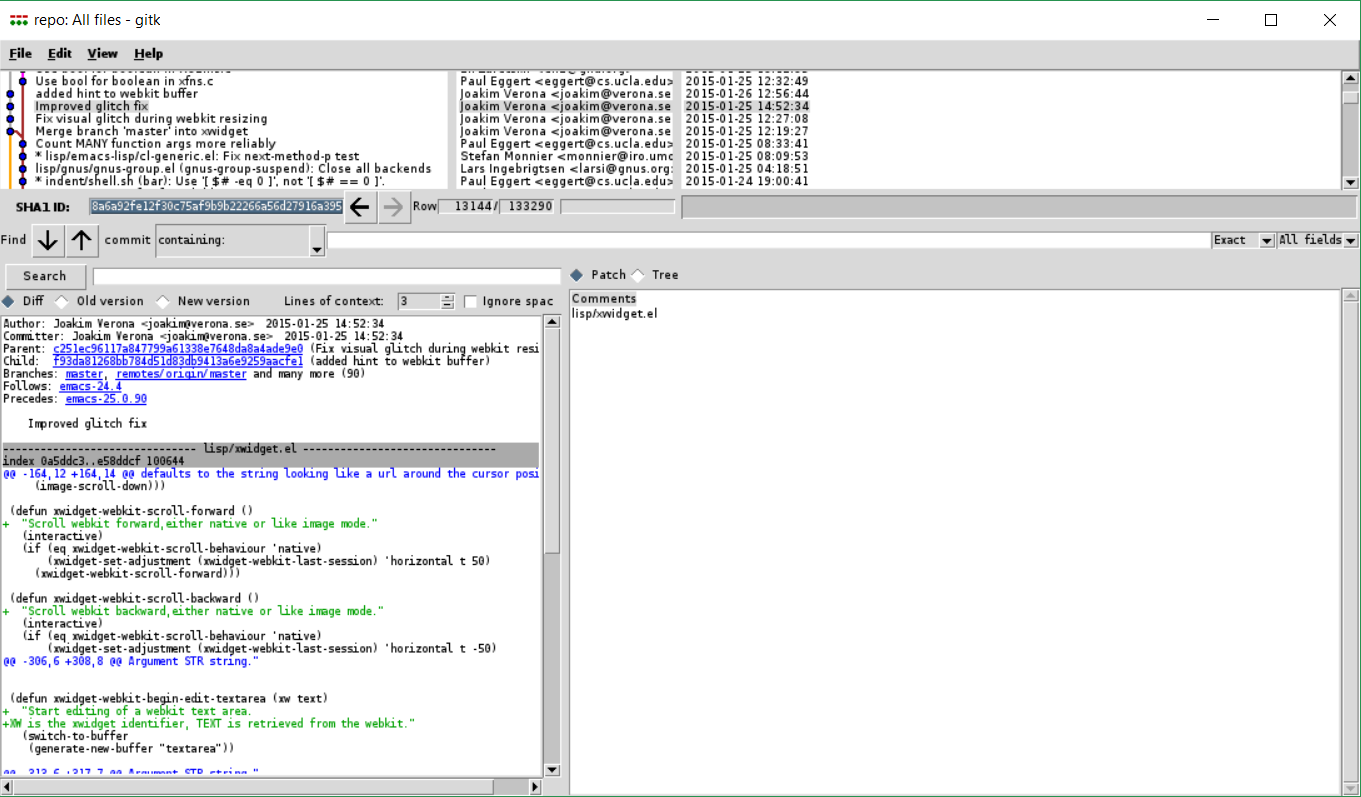 repo: All files - gitk
File Edit View Help
Use bool for boolean in xfns.c Paul Eggert <eggert@cs.ucla.edu> 2015-01-26 12:32:49
added hint to webkit buffer Joakim Verona <joakim@verona.se 2015-01-26 12:56:44
Improved glitch fix Joakim Verona <joakim@verona.se 2015-01-25 14:52:34
Fix visual glitch during webkit resizing Joakim Verona <joakim@verona.se 2015-01-25 12:27:08
Merge branch 'master' into xwidget Joakim Verona <joakim@verona.se 2015-01-25 12:19:27
Count MANY function args more reliably Paul Eggert <eggert@cs.ucla.edu> 2015-01-25 08:33:41
* lisp/emacs-lisp/cl-generic.el: Fix next-method-p test Stefan Monnier <monnier@iro.umo 2015-01-25 08:09:53
lisp/gnus/gnus-group.el (gnus-group-suspend): Close all backends Lars Ingebrigtsen <larsi@gnus.org> 2015-01-25 04:18:51
* indent/shell.sh (bar): Use '[ $# -eq 0 ]', not '[ $# == 0 ]'. Paul Eggert <eggert@cs.ucla.edu> 2015-01-24 19:00:41
SHA1 ID: 8a6a92fe12f30c75af9b9b22266a56d27916a395 Row 13144 / 133290
Find commit containing: Exact All fields
Search
Patch Tree
Diff Old version New version Lines of context: 3 Ignore spac
Comments
lisp/xwidget.el
Author: Joakim Verona <joakim@verona.se> 2015-01-25 14:52:34
Committer: Joakim Verona <joakim@verona.se> 2015-01-25 14:52:34
Parent: c251ec96117a847799a61338e7648da8a4ade9e0 (Fix visual glitch during webkit resi
Child: f93da81268bb784d51d83db9413a6e9259aacfe1 (added hint to webkit buffer)
Branches: master, remotes/origin/master and many more (90)
Follows: emacs-24.4
Precedes: emacs-25.0.90
Improved glitch fix
------------------------------- lisp/xwidget.el -------------------------------
index 0a5ddc3..e58ddcf 100644
@@ -164,12 +164,14 @@ defaults to the string looking like a url around the cursor posi
(image-scroll-down)))
(defun xwidget-webkit-scroll-forward ()
+ "Scroll webkit forward,either native or like image mode."
(interactive)
(if (eq xwidget-webkit-scroll-behaviour 'native)
(xwidget-set-adjustment (xwidget-webkit-last-session) 'horizontal t 50)
(xwidget-webkit-scroll-forward)))
(defun xwidget-webkit-scroll-backward ()
+ "Scroll webkit backward,either native or like image mode."
(interactive)
(if (eq xwidget-webkit-scroll-behaviour 'native)
(xwidget-set-adjustment (xwidget-webkit-last-session) 'horizontal t -50)
@@ -306,6 +308,8 @@ Argument STR string."
(defun xwidget-webkit-begin-edit-textarea (xw text)
+ "Start editing of a webkit text area.
+XW is the xwidget identifier, TEXT is retrieved from the webkit."
(switch-to-buffer
(generate-new-buffer "textarea"))
@@ -313,6 +317,7 @@ Argument STR string."